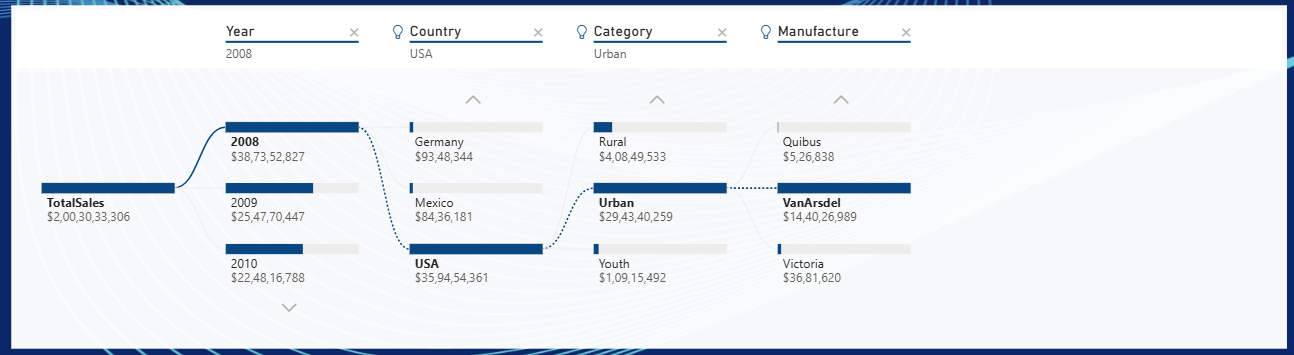 Year
Country
Category
Manufacture
2008
USA
Urban
2008
$38,73,52,827
Germany
$93,48,344
Rural
$4,08,49,533
Quibus
$5,26,838
TotalSales
$2,00,30,33,306
2009
$25,47,70,447
Mexico
$84,36,181
Urban
$29,43,40,259
VanArsdel
$14,40,26,989
2010
$22,48,16,788
USA
$35,94,54,361
Youth
$1,09,15,492
Victoria
$36,81,620